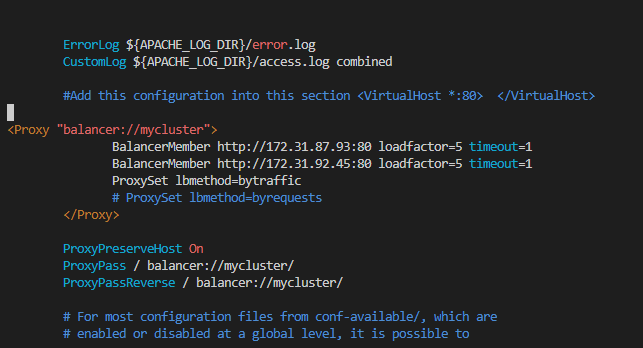 ErrorLog ${APACHE_LOG_DIR}/error.log
CustomLog ${APACHE_LOG_DIR}/access.log combined
#Add this configuration into this section <VirtualHost *:80>  </VirtualHost>
<Proxy "balancer://mycluster">
BalancerMember http://172.31.87.93:80 loadfactor=5 timeout=1
BalancerMember http://172.31.92.45:80 loadfactor=5 timeout=1
ProxySet lbmethod=bytraffic
# ProxySet lbmethod=byrequests
</Proxy>
ProxyPreserveHost On
ProxyPass / balancer://mycluster/
ProxyPassReverse / balancer://mycluster/
# For most configuration files from conf-available/, which are
# enabled or disabled at a global level, it is possible to